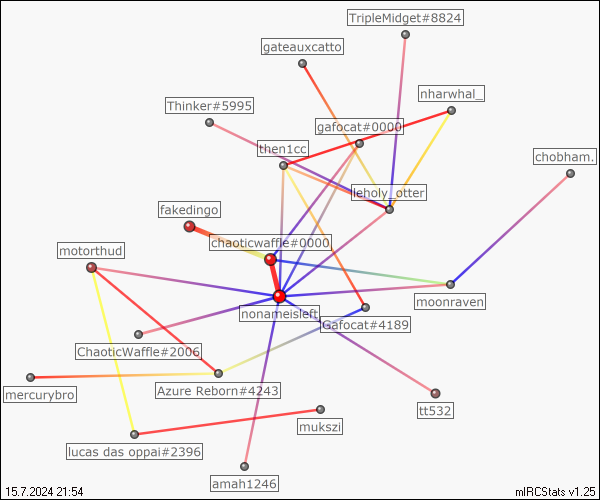 TripleMidget#8824
gateauxcatto
nharwhal_
Thinker#5995
gafocat#0000
then1cc
chobham.
leholy_otter
fakedingo
chaoticwaffle#0000
motorthud
moonraven
nonameisleft
Gafocat#4189
ChaoticWaffle#2006
mercurybro
Azure Reborn#4243
tt532
mukszi
lucas das oppai#2396
amah1246
15.7.2024 21:54
mIRCStats v1.25